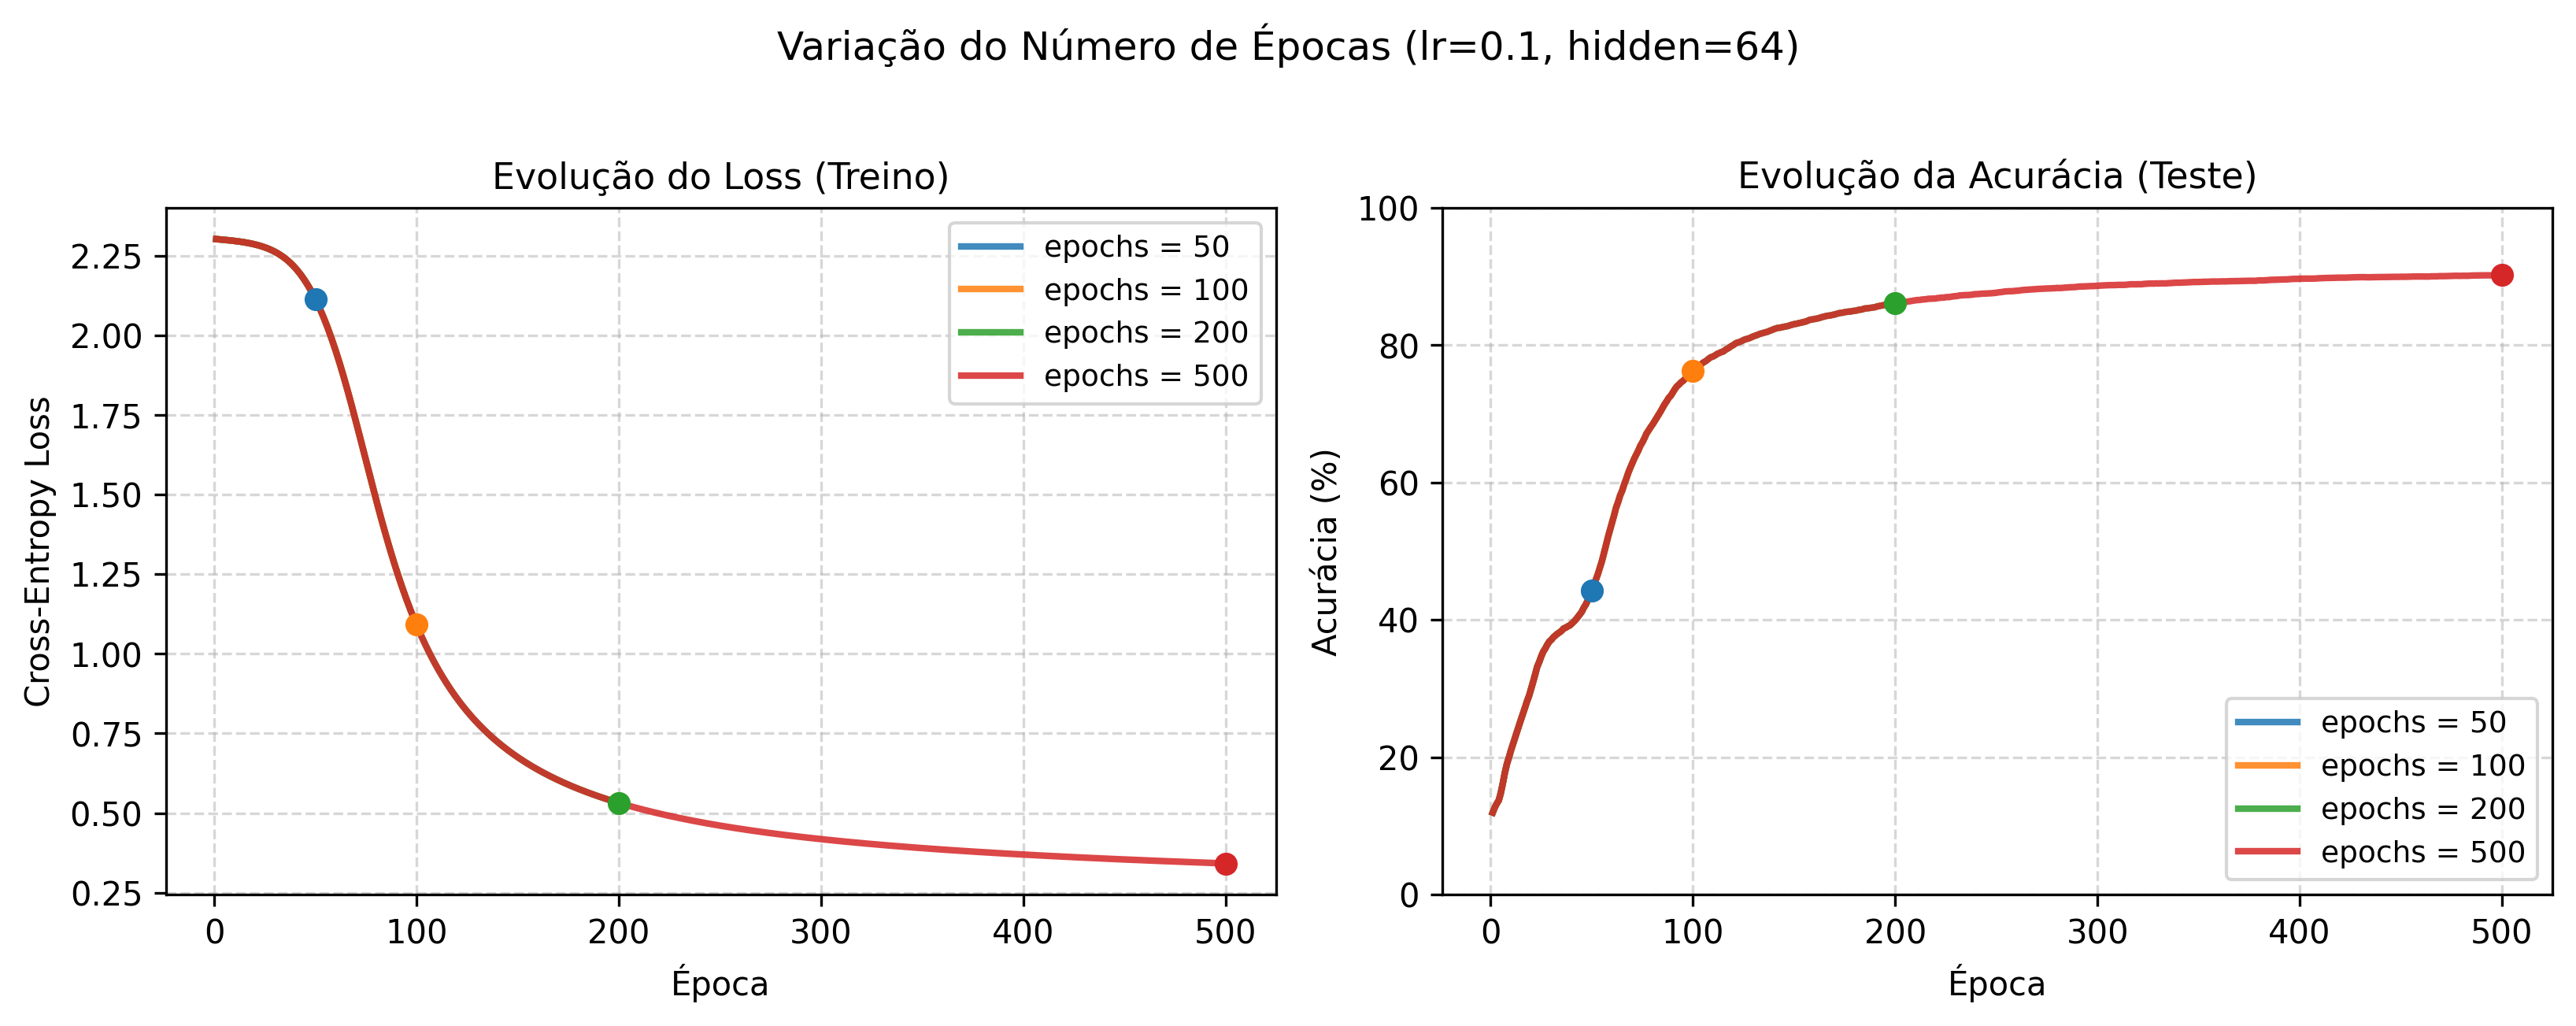 Variação do Número de Épocas (lr=0.1, hidden=64)
Evolução do Loss (Treino)
Cross-Entropy Loss
2.25
2.00
1.75
1.50
1.25
1.00
0.75
0.50
0.25
epochs = 50
epochs = 100
epochs = 200
epochs = 500
0 100 200 300 400 500
Época
Evolução da Acurácia (Teste)
Acurácia (%)
100
80
60
40
20
0
epochs = 50
epochs = 100
epochs = 200
epochs = 500
0 100 200 300 400 500
Época